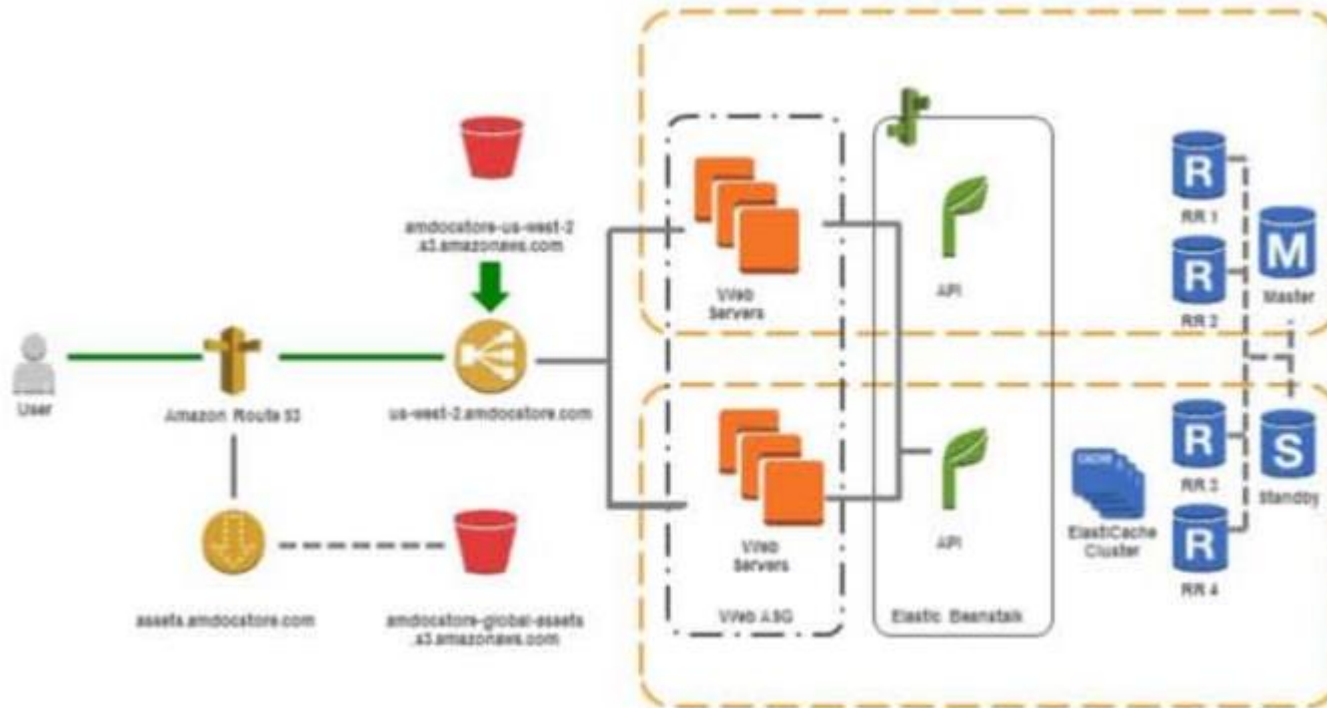 amdocstore-us-west-2
.s3.amazonaws.com
User
Amazon Route 53
us-west-2.amdocstore.com
assets.amdocstore.com
amdocstore-global-assets
.s3.amazonaws.com
Web
Servers
Web
Servers
Web ASG
API
API
Elastic Beanstalk
R
RR 1
R
RR 2
M
Master
CACHE
ElastiCache
Cluster
R
RR 3
R
RR 4
S
Standby